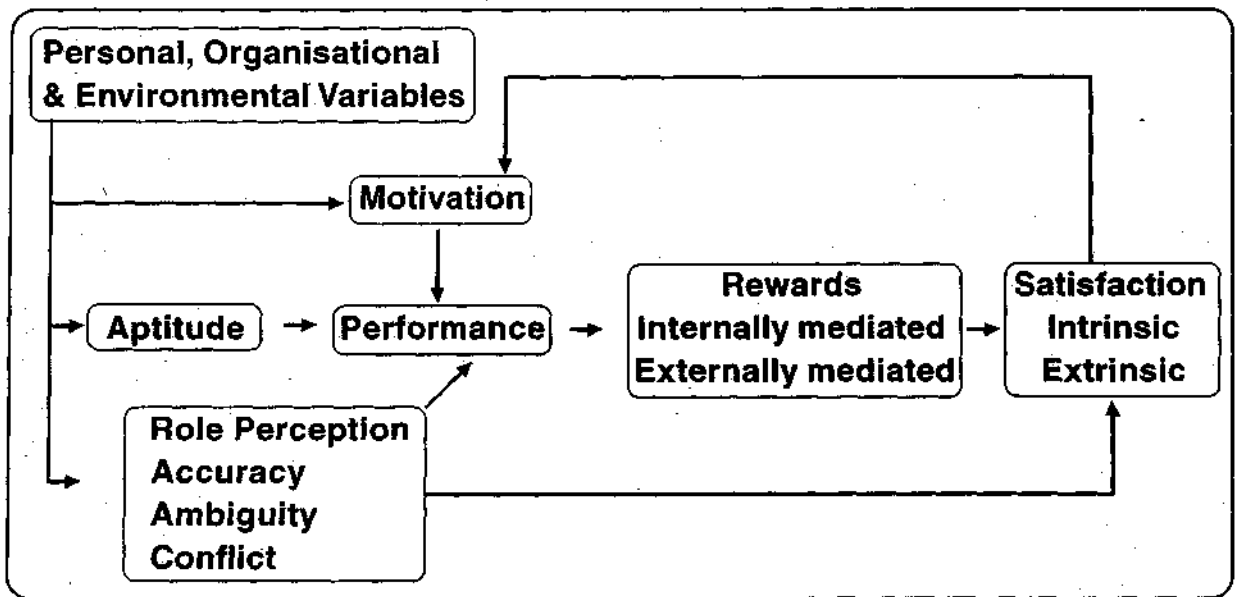 Personal, Organisational
& Environmental Variables
Motivation
Aptitude
Performance
Rewards
Internally mediated
Externally mediated
Satisfaction
Intrinsic
Extrinsic
Role Perception
Accuracy
Ambiguity
Conflict